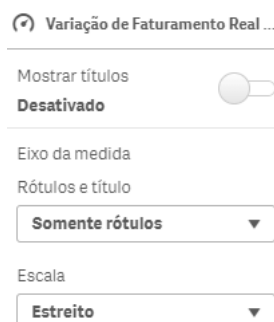 Variação de Faturamento Real ...
Mostrar títulos
Desativado
Eixo da medida
Rótulos e título
Somente rótulos
Escala
Estreito